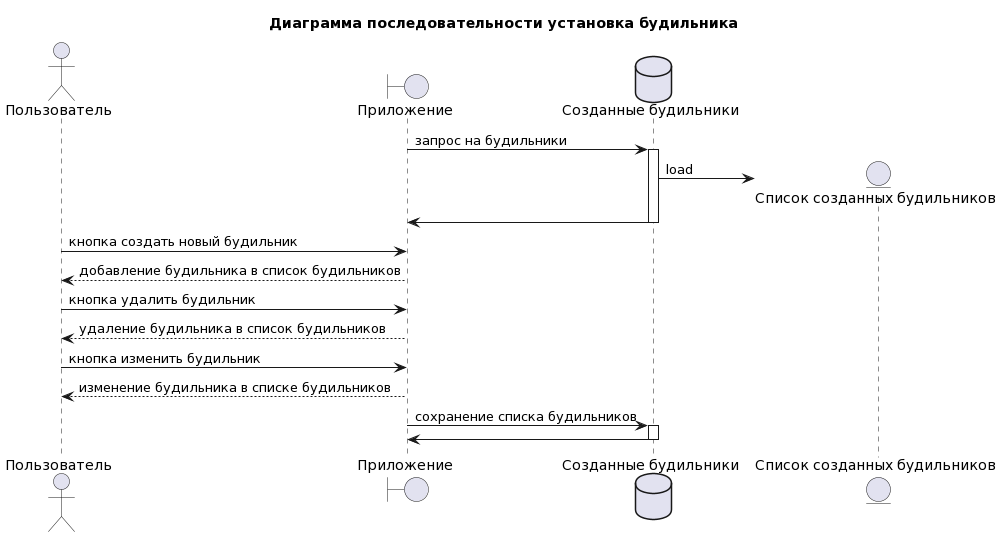 Диаграмма последовательности установка будильника
Пользователь
Приложение
Созданные будильники
запрос на будильники
load
Список созданных будильников
кнопка создать новый будильник
добавление будильника в список будильников
кнопка удалить будильник
удаление будильника в список будильников
кнопка изменить будильник
изменение будильника в списке будильников
сохранение списка будильников
Пользователь
Приложение
Созданные будильники
Список созданных будильников